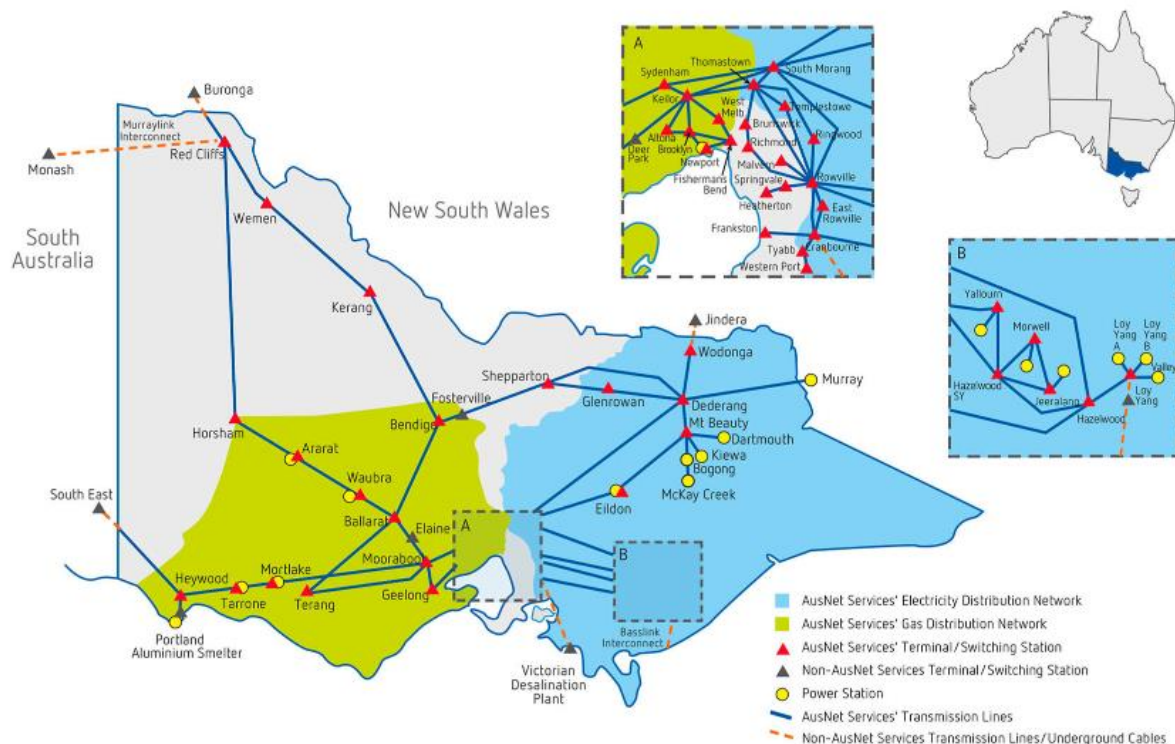 Buronga
Murraylink
Interconnect
Red Cliffs
Monash
Wemen
New South Wales
South
Australia
Kerang
Jindera
Wodonga
Shepparton
Fosterville
Glenrowan
Murray
Dederang
Horsham
Bendige
Mt Beauty
Dartmouth
Ararat
Kiewa
Bogong
Waubra
McKay Creek
South East
Eildon
Ballarat
Elaine
A
B
Moorabool
Heywood
Mortlake
Tarrone
Terang
Geelong
Portland
Aluminium Smelter
Basslink
Interconnect
Victorian
Desalination
Plant
A
Thomastown
South Morang
Sydenham
Keilor
West
Melb
Templestowe
Brunswick
Ringwood
Altona
Richmond
Deer
Park
Brooklyn
Malvern
Newport
Springvale
Rowville
Fishermans
Bend
Heatherton
East
Rowville
Frankston
Tyabb
Cranbourne
Western Port
B
Yallourn
Morwell
Loy
Yang
A
Loy
Yang
B
Valley
Hazelwood
SY
Jeeralang
Loy
Yang
Hazelwood
AusNet Services' Electricity Distribution Network
AusNet Services' Gas Distribution Network
AusNet Services' Terminal/Switching Station
Non-AusNet Services Terminal/Switching Station
Power Station
AusNet Services' Transmission Lines
Non-AusNet Services Transmission Lines/Underground Cables